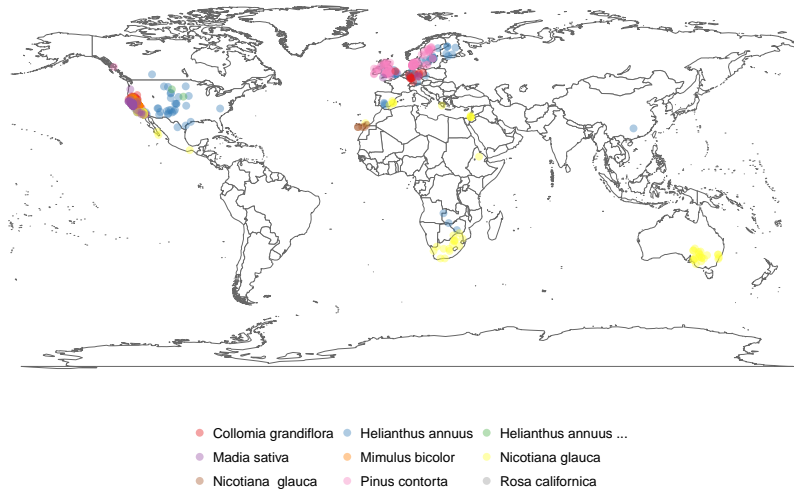 Collomia grandiflora Helianthus annuus Helianthus annuus ...
Madia sativa Mimulus bicolor Nicotiana glauca
Nicotiana  glauca Pinus contorta Rosa californica